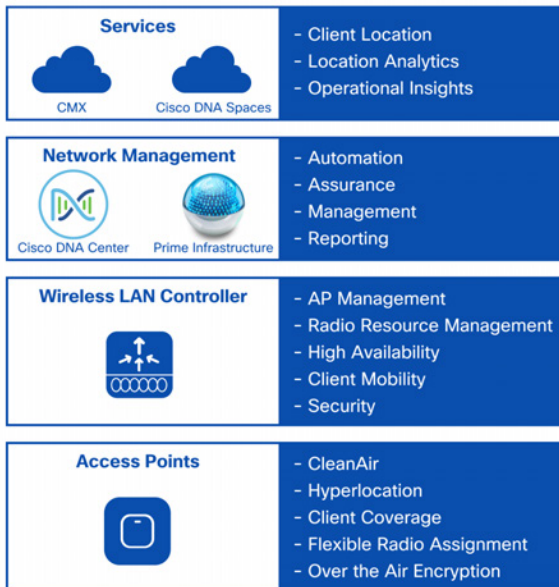 Services
CMX
Cisco DNA Spaces
- Client Location
- Location Analytics
- Operational Insights
Network Management
Cisco DNA Center
Prime Infrastructure
- Automation
- Assurance
- Management
- Reporting
Wireless LAN Controller
- AP Management
- Radio Resource Management
- High Availability
- Client Mobility
- Security
Access Points
- CleanAir
- Hyperlocation
- Client Coverage
- Flexible Radio Assignment
- Over the Air Encryption